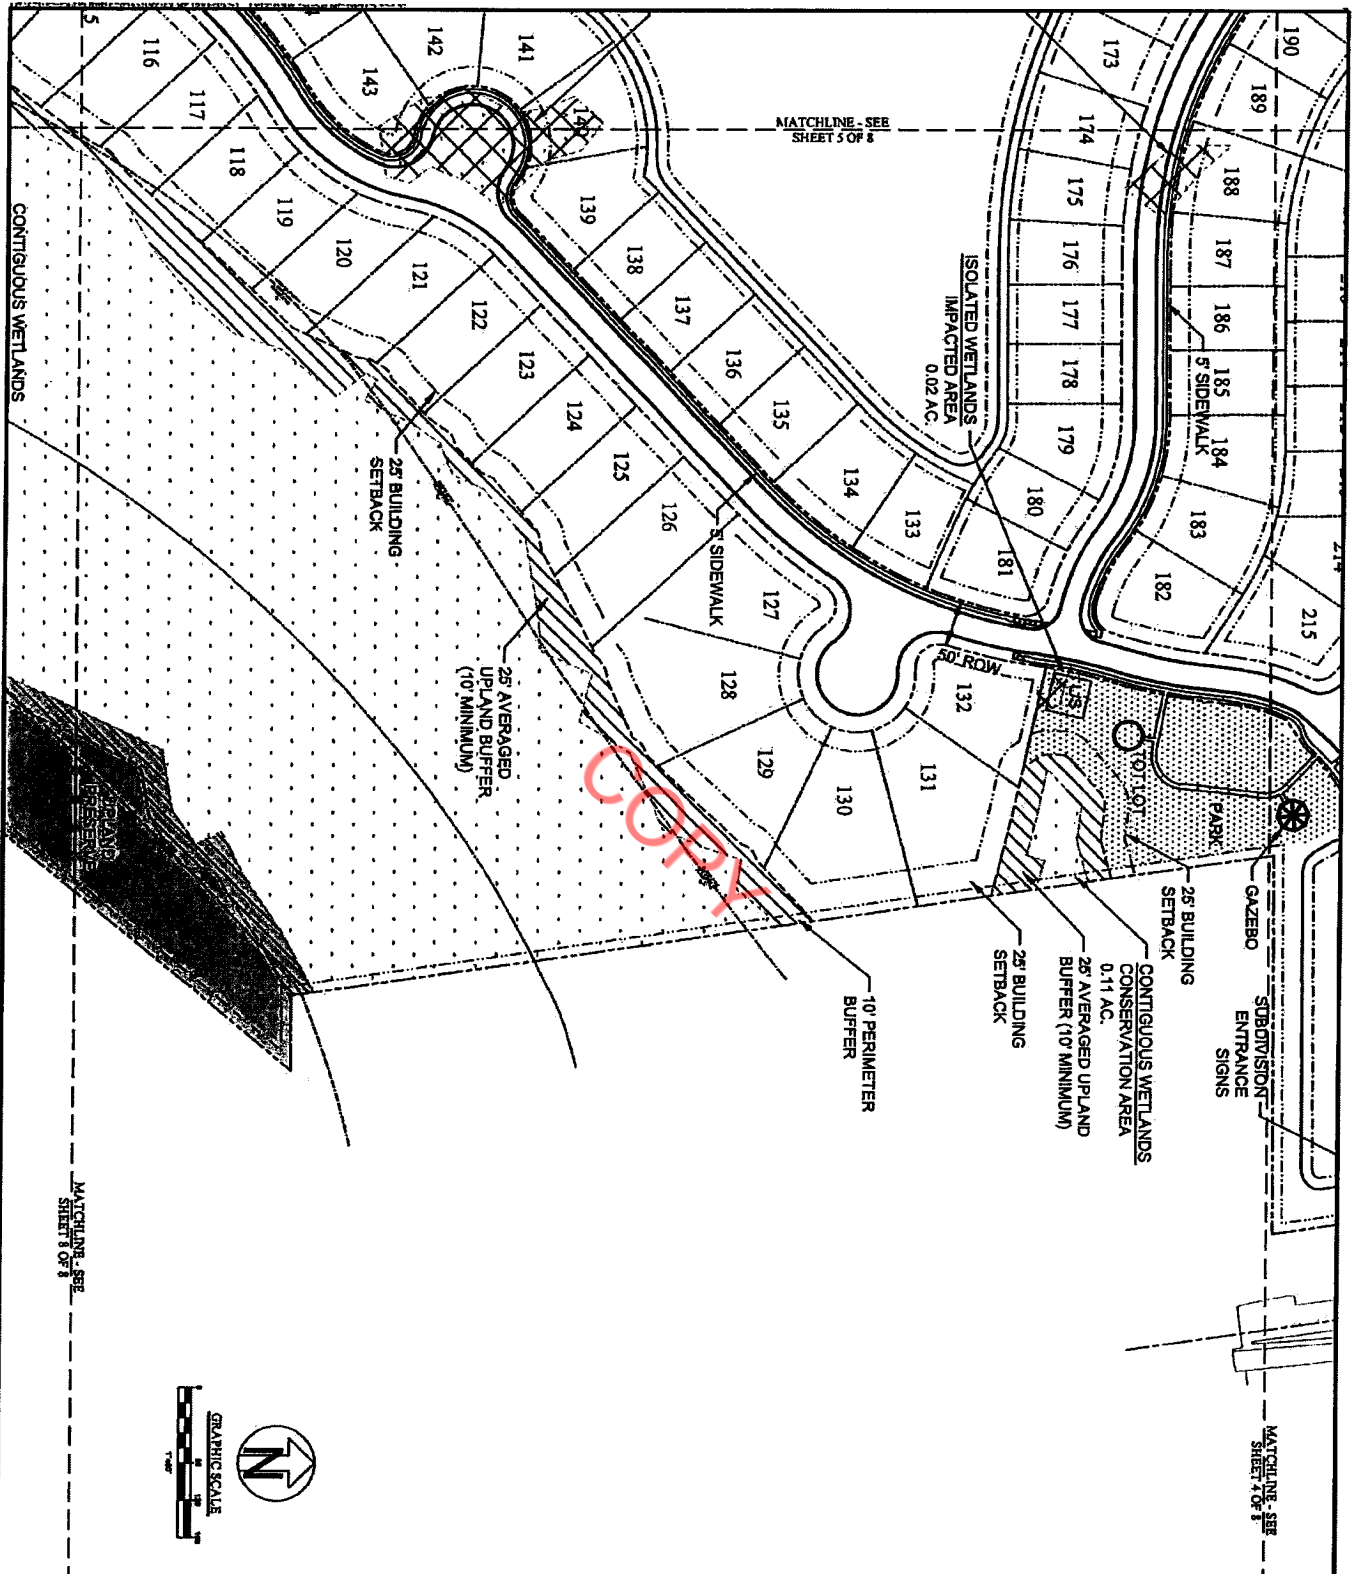 MATCHLINE - SEE
SHEET 5 OF 8
MATCHLINE - SEE
SHEET 4 OF 8
MATCHLINE - SEE
SHEET 8 OF 8
190
189
188
187
186
185
184
183
182
215
214
5' SIDEWALK
173
174
175
176
177
178
179
180
181
ISOLATED WETLANDS
IMPACTED AREA
0.02 AC.
141
142
143
139
138
137
136
135
134
133
5' SIDEWALK
50' ROW
116
117
118
119
120
121
122
123
124
125
126
127
128
129
130
131
132
L/S
TOT LOT
PARK
GAZEBO
SUBDIVISION
ENTRANCE
SIGNS
25' BUILDING
SETBACK
CONTIGUOUS WETLANDS
CONSERVATION AREA
0.11 AC.
25' AVERAGED UPLAND
BUFFER (10' MINIMUM)
25' BUILDING
SETBACK
10' PERIMETER
BUFFER
25' AVERAGED
UPLAND BUFFER
(10' MINIMUM)
25' BUILDING
SETBACK
CONTIGUOUS WETLANDS
UPLAND
PRESERVE
5
COPY
N
GRAPHIC SCALE